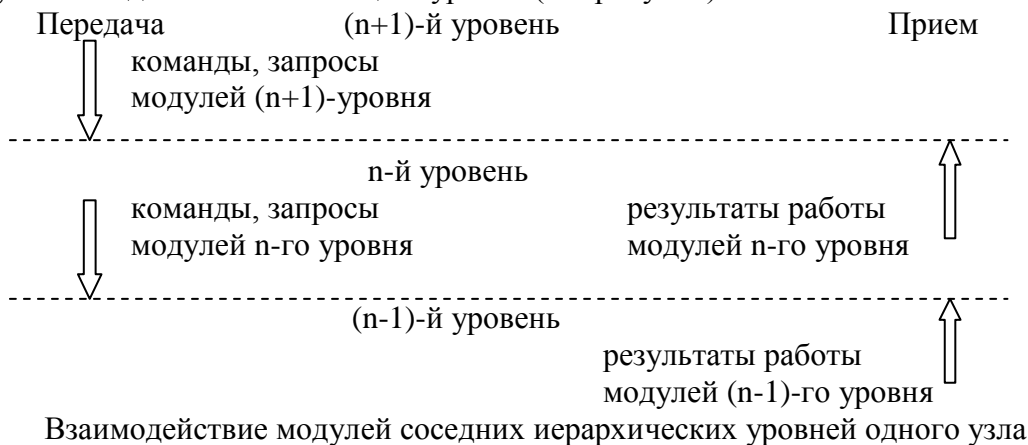 Передача (n+1)-й уровень Прием
команды, запросы
модулей (n+1)-уровня
n-й уровень
команды, запросы результаты работы
модулей n-го уровня модулей n-го уровня
(n-1)-й уровень
результаты работы
модулей (n-1)-го уровня
Взаимодействие модулей соседних иерархических уровней одного узла